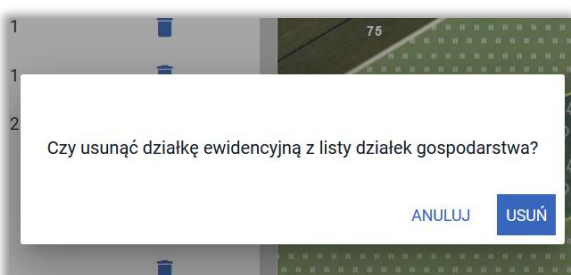 1
75
1
2
Czy usunąć działkę ewidencyjną z listy działek gospodarstwa?
ANULUJ USUŃ